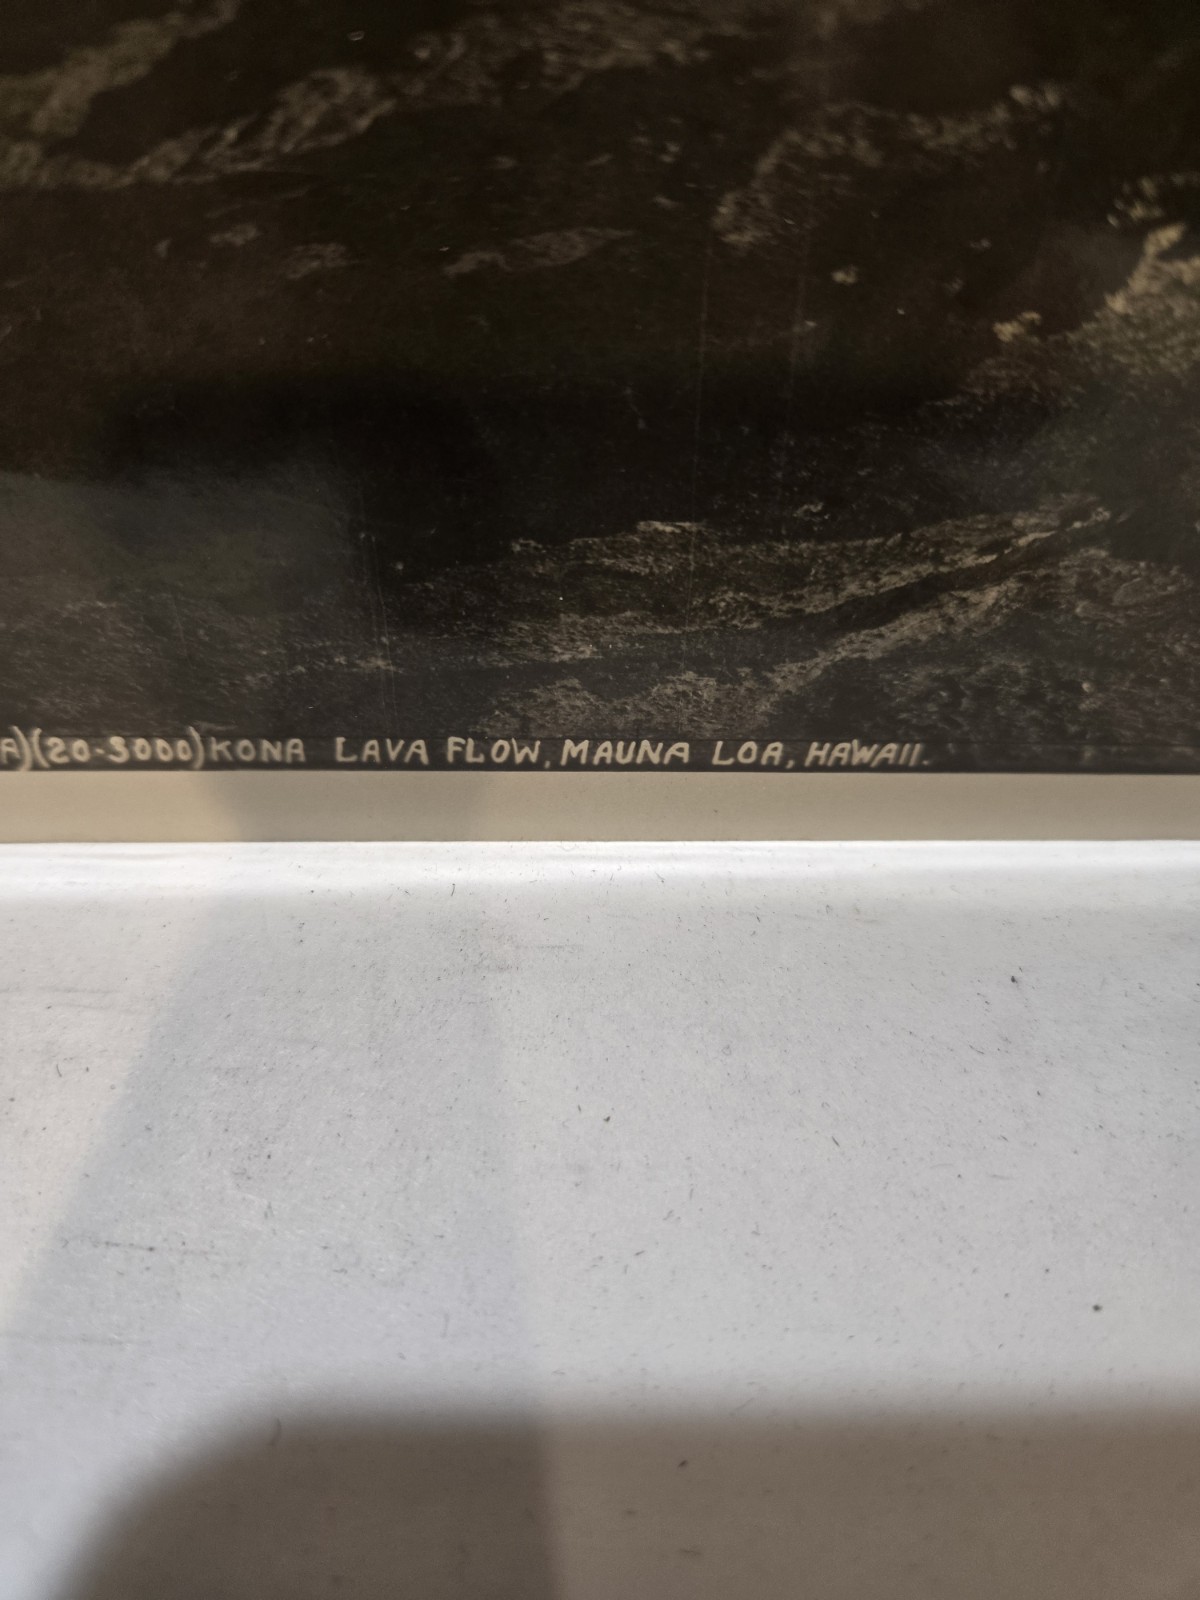 A)(20-3000)KONA LAVA FLOW, MAUNA LOA, HAWAII.